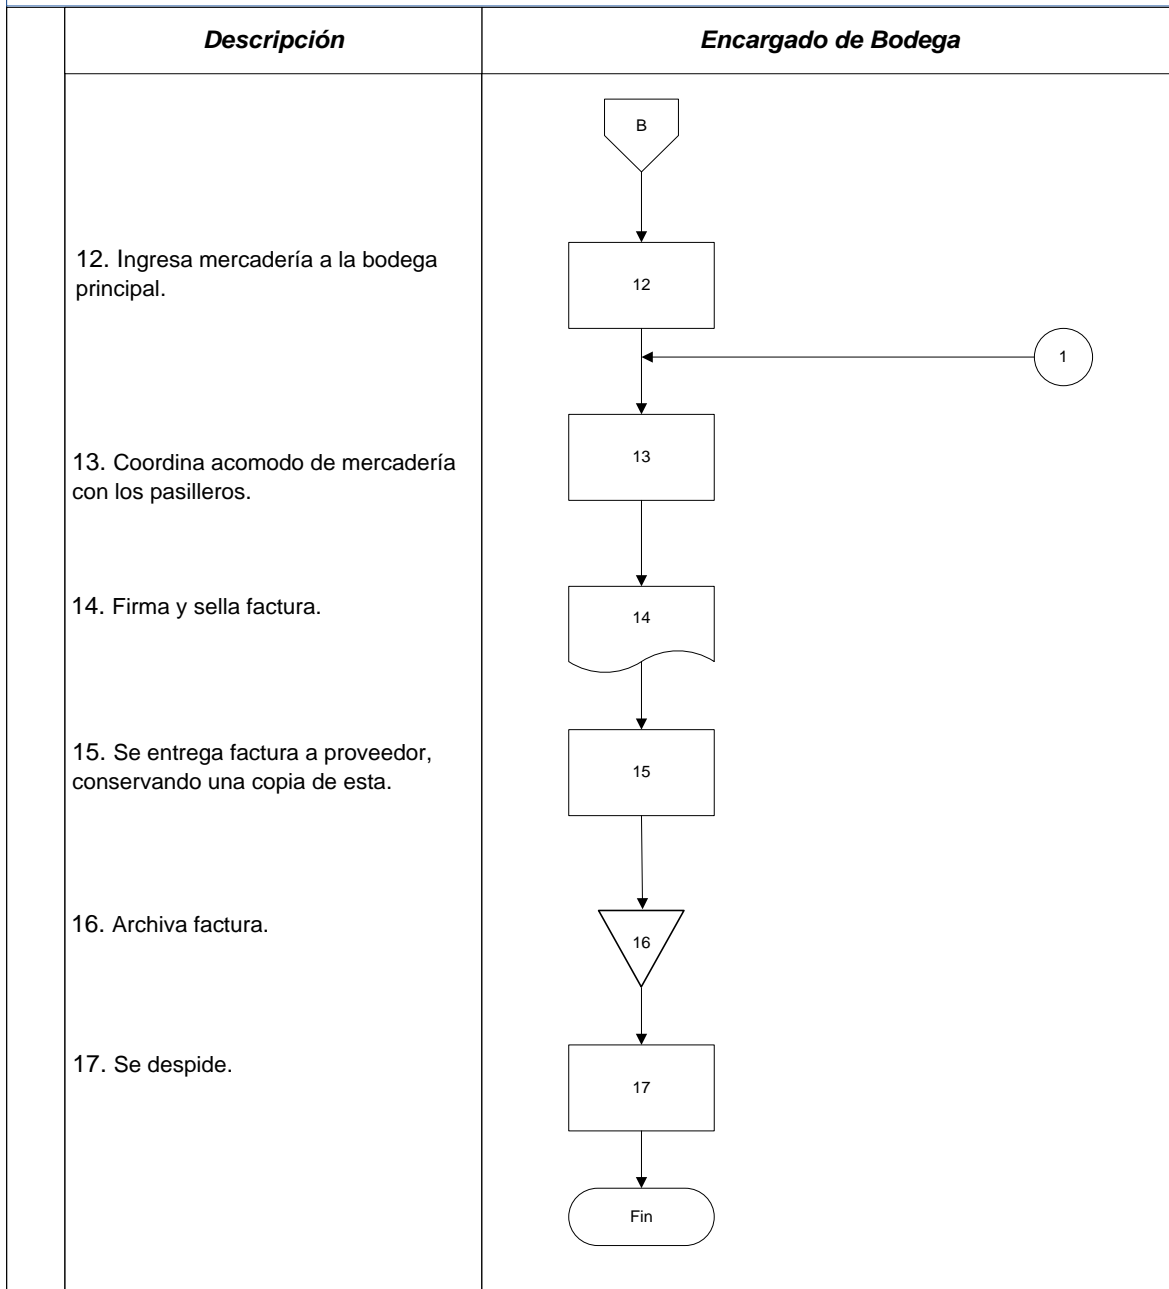 Descripción
Encargado de Bodega
B
12. Ingresa mercadería a la bodega
principal.
12
1
13. Coordina acomodo de mercadería
con los pasilleros.
13
14. Firma y sella factura.
14
15. Se entrega factura a proveedor,
conservando una copia de esta.
15
16. Archiva factura.
16
17. Se despide.
17
Fin